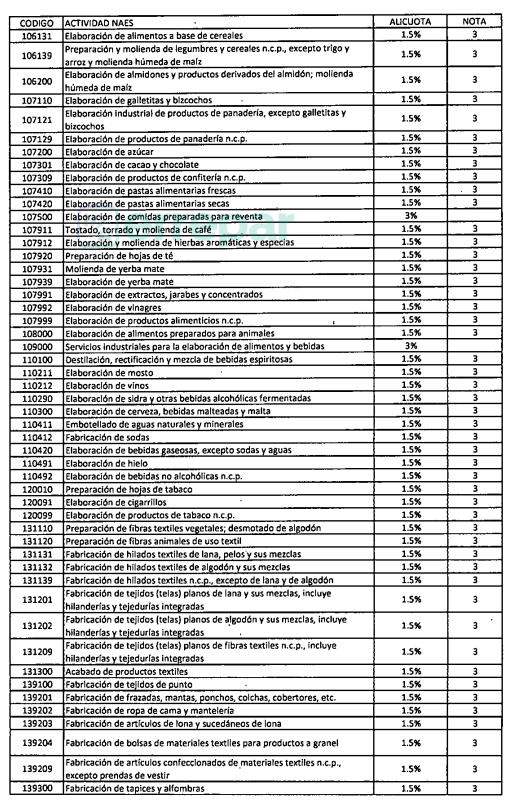 CODIGO ACTIVIDAD NAES ALICUOTA NOTA
106131 Elaboración de alimentos a base de cereales 1.5% 3
106139 Preparación y molienda de legumbres y cereales n.c.p., excepto trigo y arroz y molienda húmeda de maíz 1.5% 3
106200 Elaboración de almidones y productos derivados del almidón; molienda húmeda de maíz 1.5% 3
107110 Elaboración de galletitas y bizcochos 1.5% 3
107121 Elaboración industrial de productos de panadería, excepto galletitas y bizcochos 1.5% 3
107129 Elaboración de productos de panadería n.c.p. 1.5% 3
107200 Elaboración de azúcar 1.5% 3
107301 Elaboración de cacao y chocolate 1.5% 3
107309 Elaboración de productos de confitería n.c.p. 1.5% 3
107410 Elaboración de pastas alimentarias frescas 1.5% 3
107420 Elaboración de pastas alimentarias secas 1.5% 3
107500 Elaboración de comidas preparadas para reventa 3%
107911 Tostado, torrado y molienda de café 1.5% 3
107912 Elaboración y molienda de hierbas aromáticas y especias 1.5% 3
107920 Preparación de hojas de té 1.5% 3
107931 Molienda de yerba mate 1.5% 3
107939 Elaboración de yerba mate 1.5% 3
107991 Elaboración de extractos, jarabes y concentrados 1.5% 3
107992 Elaboración de vinagres 1.5% 3
107999 Elaboración de productos alimenticios n.c.p. 1.5% 3
108000 Elaboración de alimentos preparados para animales 1.5% 3
109000 Servicios industriales para la elaboración de alimentos y bebidas 3%
110100 Destilación, rectificación y mezcla de bebidas espiritosas 1.5% 3
110211 Elaboración de mosto 1.5% 3
110212 Elaboración de vinos 1.5% 3
110290 Elaboración de sidra y otras bebidas alcohólicas fermentadas 1.5% 3
110300 Elaboración de cerveza, bebidas malteadas y malta 1.5% 3
110411 Embotellado de aguas naturales y minerales 1.5% 3
110412 Fabricación de sodas 1.5% 3
110420 Elaboración de bebidas gaseosas, excepto sodas y aguas 1.5% 3
110491 Elaboración de hielo 1.5% 3
110492 Elaboración de bebidas no alcohólicas n.c.p. 1.5% 3
120010 Preparación de hojas de tabaco 1.5% 3
120091 Elaboración de cigarrillos 1.5% 3
120099 Elaboración de productos de tabaco n.c.p. 1.5% 3
131110 Preparación de fibras textiles vegetales; desmotado de algodón 1.5% 3
131120 Preparación de fibras animales de uso textil 1.5% 3
131131 Fabricación de hilados textiles de lana, pelos y sus mezclas 1.5% 3
131132 Fabricación de hilados textiles de algodón y sus mezclas 1.5% 3
131139 Fabricación de hilados textiles n.c.p., excepto de lana y de algodón 1.5% 3
131201 Fabricación de tejidos (telas) planos de lana y sus mezclas, incluye hilanderías y tejedurías integradas 1.5% 3
131202 Fabricación de tejidos (telas) planos de algodón y sus mezclas, incluye hilanderías y tejedurías integradas 1.5% 3
131209 Fabricación de tejidos (telas) planos de fibras textiles n.c.p., incluye hilanderías y tejedurías integradas 1.5% 3
131300 Acabado de productos textiles 1.5% 3
139100 Fabricación de tejidos de punto 1.5% 3
139201 Fabricación de frazadas, mantas, ponchos, colchas, cobertores, etc. 1.5% 3
139202 Fabricación de ropa de cama y mantelería 1.5% 3
139203 Fabricación de artículos de lona y sucedáneos de lona 1.5% 3
139204 Fabricación de bolsas de materiales textiles para productos a granel 1.5% 3
139209 Fabricación de artículos confeccionados de materiales textiles n.c.p., excepto prendas de vestir 1.5% 3
139300 Fabricación de tapices y alfombras 1.5% 3